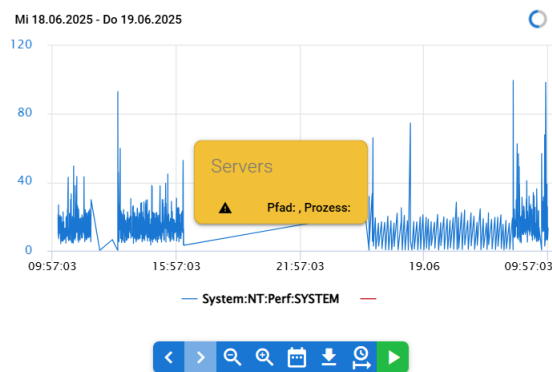 Mi 18.06.2025 - Do 19.06.2025
120
80
Servers
40
Pfad: , Prozess:
0
09:57:03 15:57:03 21:57:03 19.06 09:57:03
System:NT:Perf:SYSTEM